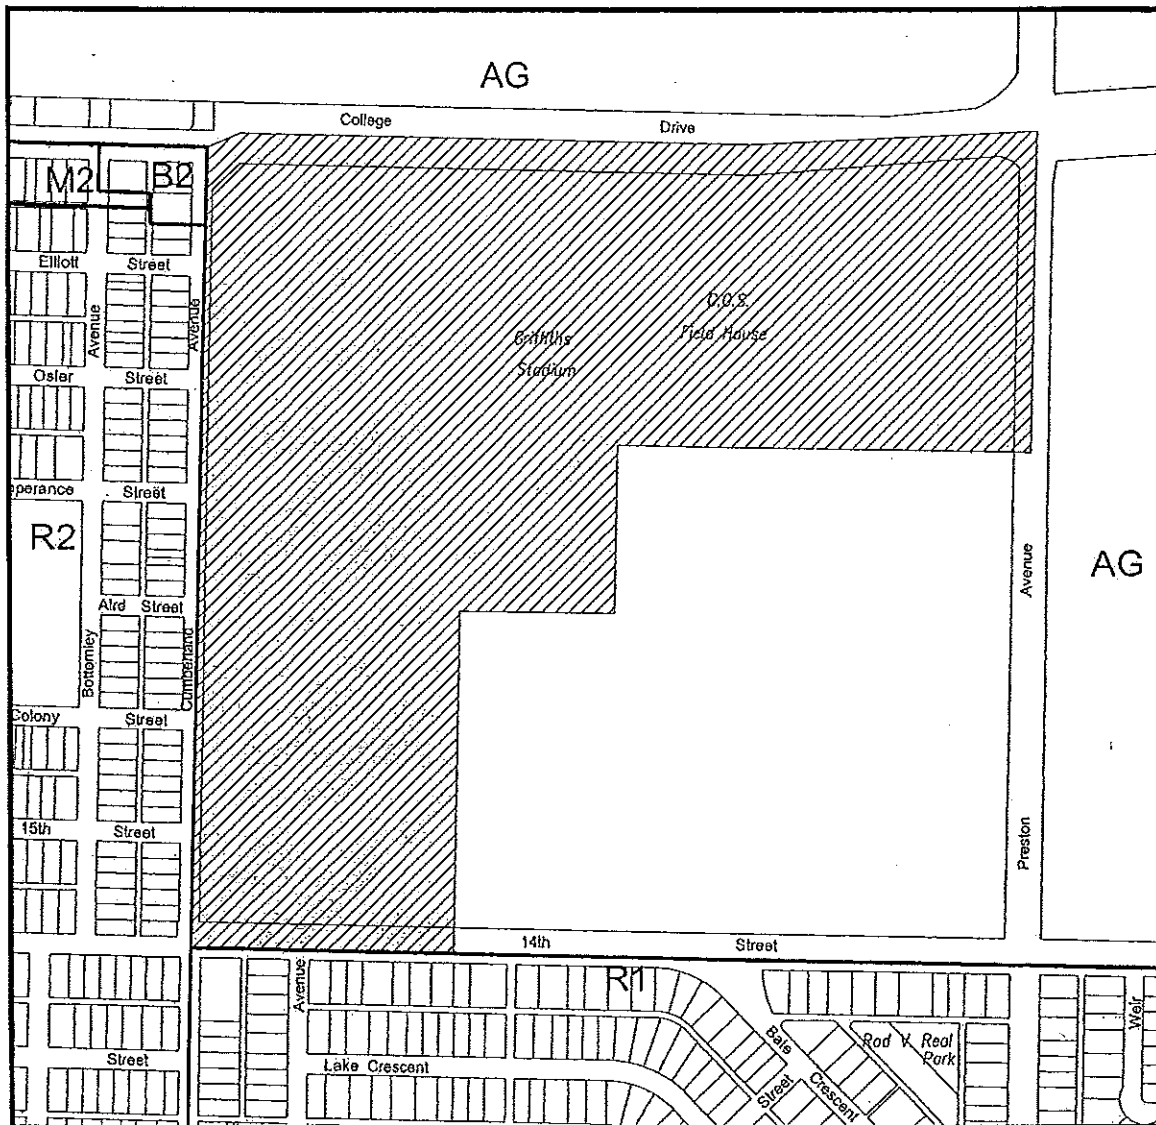 AG
College Drive
M2 B2
Elliott Street
Avenue
Avenue
U.O.S.
Field House
Griffiths
Stadium
Osler Street
perance Street
R2
Avenue
AG
Aird Street
Bottomley
Cumberland
Colony Street
15th Street
Preston
14th Street
R1
Avenue
Weir
Bate
Crescent
Rod V Real
Park
Street
Lake Crescent
Street